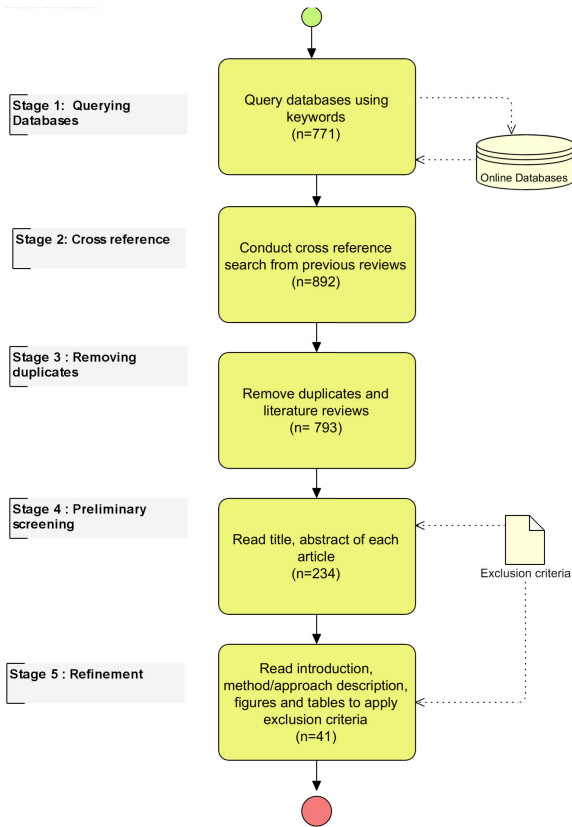 Stage 1:  Querying
Databases
Query databases using
keywords
(n=771)
Online Databases
Stage 2: Cross reference
Conduct cross reference
search from previous reviews
(n=892)
Stage 3 : Removing
duplicates
Remove duplicates and
literature reviews
(n= 793)
Stage 4 : Preliminary
screening
Read title, abstract of each
article
(n=234)
Exclusion criteria
Stage 5 : Refinement
Read introduction,
method/approach description,
figures and tables to apply
exclusion criteria
(n=41)